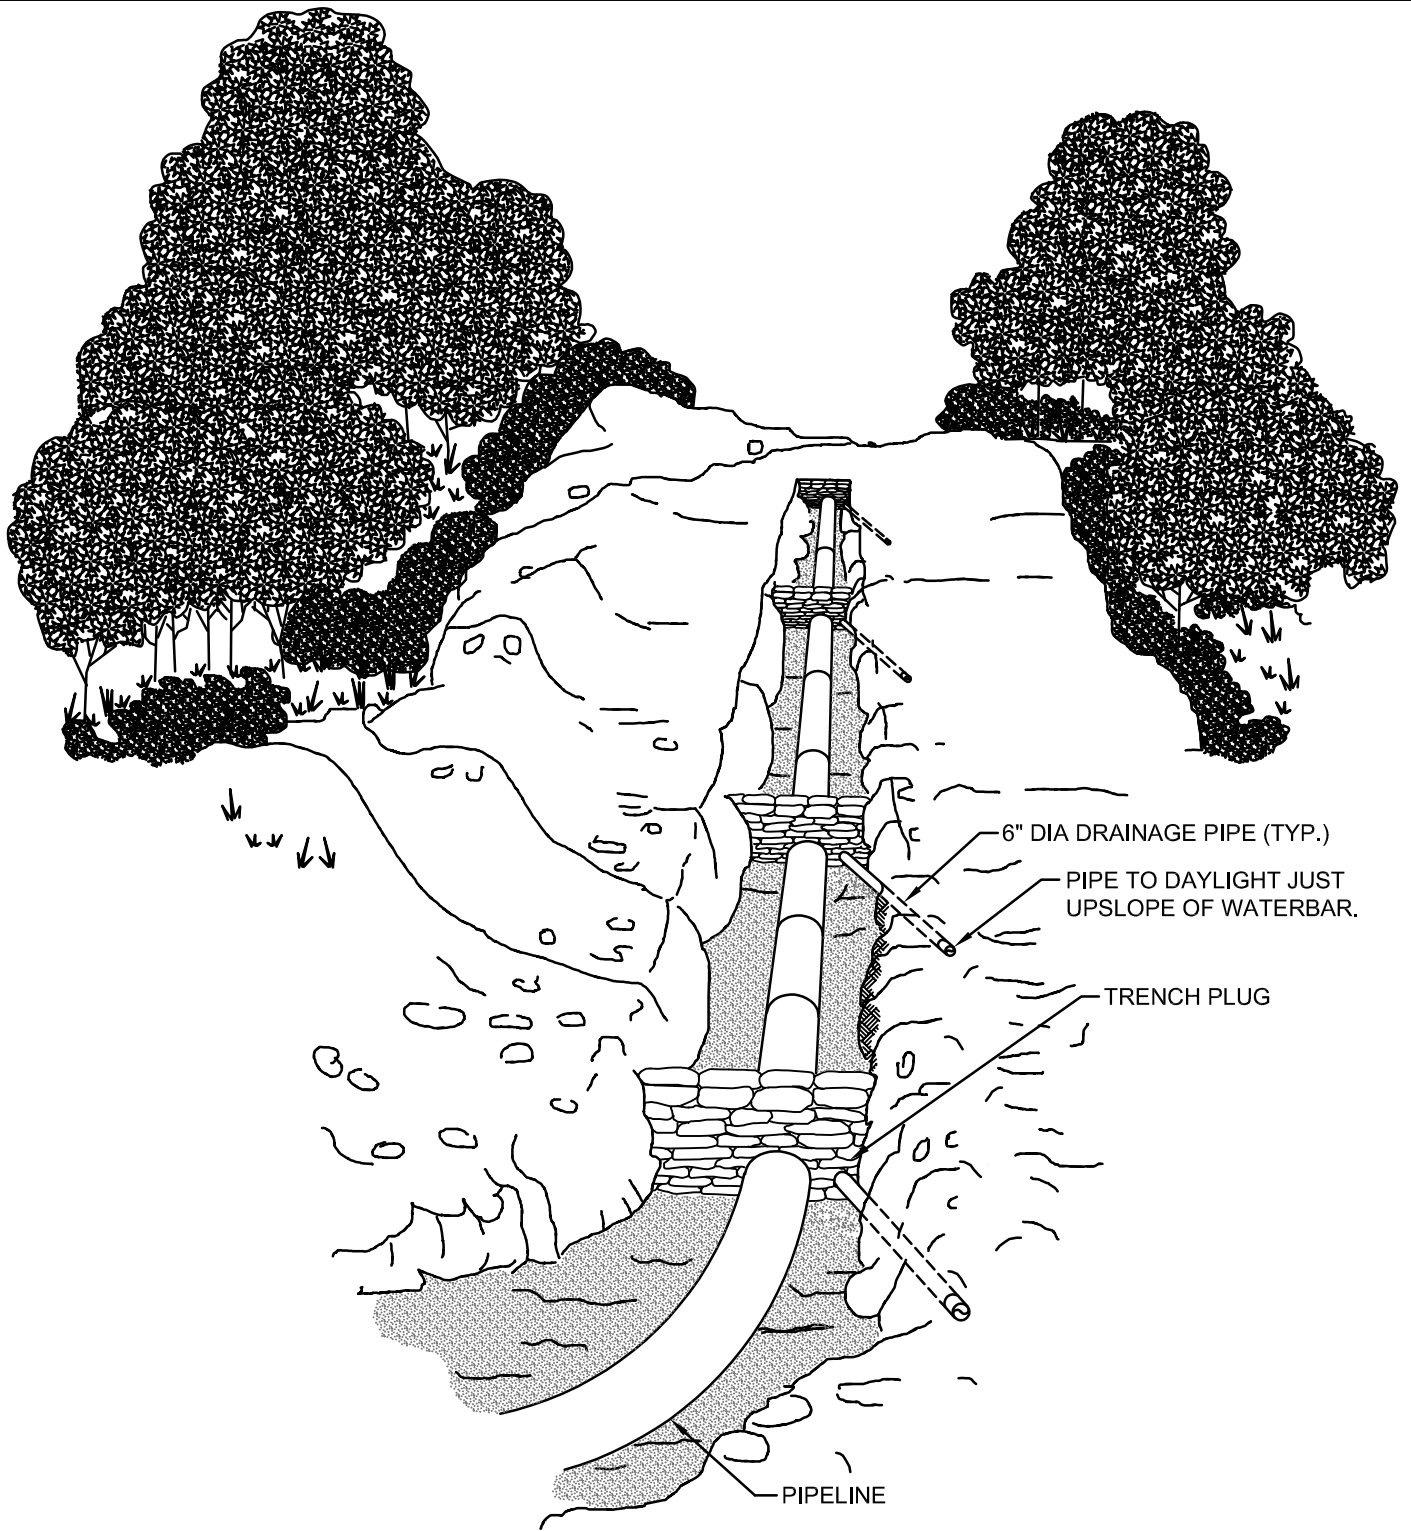 6" DIA DRAINAGE PIPE (TYP.)
PIPE TO DAYLIGHT JUST
UPSLOPE OF WATERBAR.
TRENCH PLUG
PIPELINE